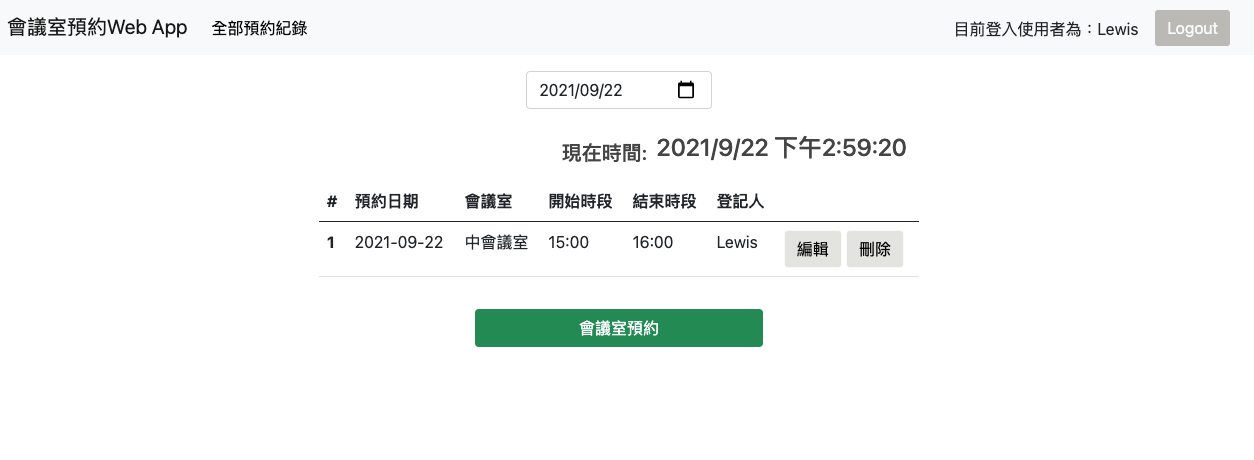 會議室預約Web App 全部預約紀錄 目前登入使用者為：Lewis Logout
2021/09/22
現在時間: 2021/9/22 下午2:59:20
# 預約日期 會議室 開始時段 結束時段 登記人
1 2021-09-22 中會議室 15:00 16:00 Lewis 編輯 刪除
會議室預約